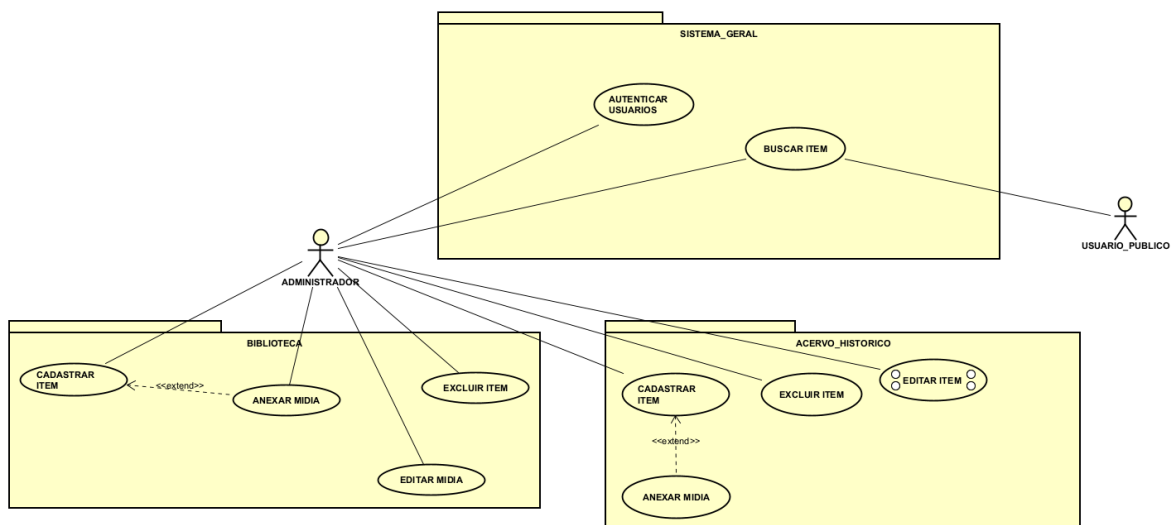 SISTEMA_GERAL
AUTENTICAR
USUARIOS
BUSCAR ITEM
USUARIO_PUBLICO
ADMINISTRADOR
BIBLIOTECA
CADASTRAR
ITEM
<<extend>>
ANEXAR MIDIA
EXCLUIR ITEM
EDITAR MIDIA
ACERVO_HISTORICO
CADASTRAR
ITEM
EXCLUIR ITEM
EDITAR ITEM
<<extend>>
ANEXAR MIDIA